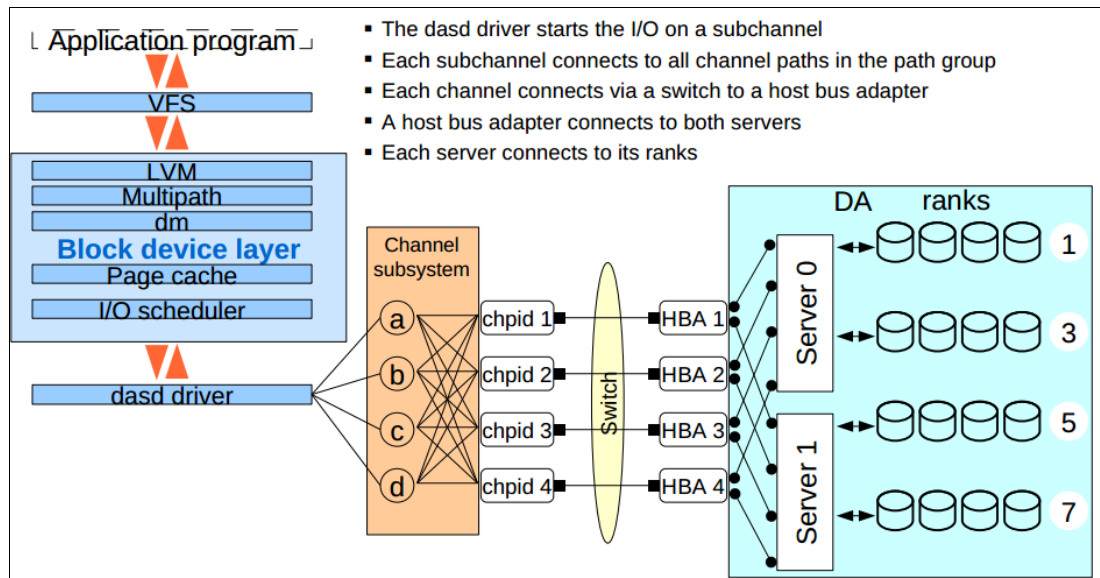 Application program
VFS
LVM
Multipath
dm
Block device layer
Page cache
I/O scheduler
dasd driver
▪ The dasd driver starts the I/O on a subchannel
▪ Each subchannel connects to all channel paths in the path group
▪ Each channel connects via a switch to a host bus adapter
▪ A host bus adapter connects to both servers
▪ Each server connects to its ranks
Channel
subsystem
a
b
c
d
chpid 1
chpid 2
chpid 3
chpid 4
Switch
HBA 1
HBA 2
HBA 3
HBA 4
DA ranks
Server 0
Server 1
1
3
5
7